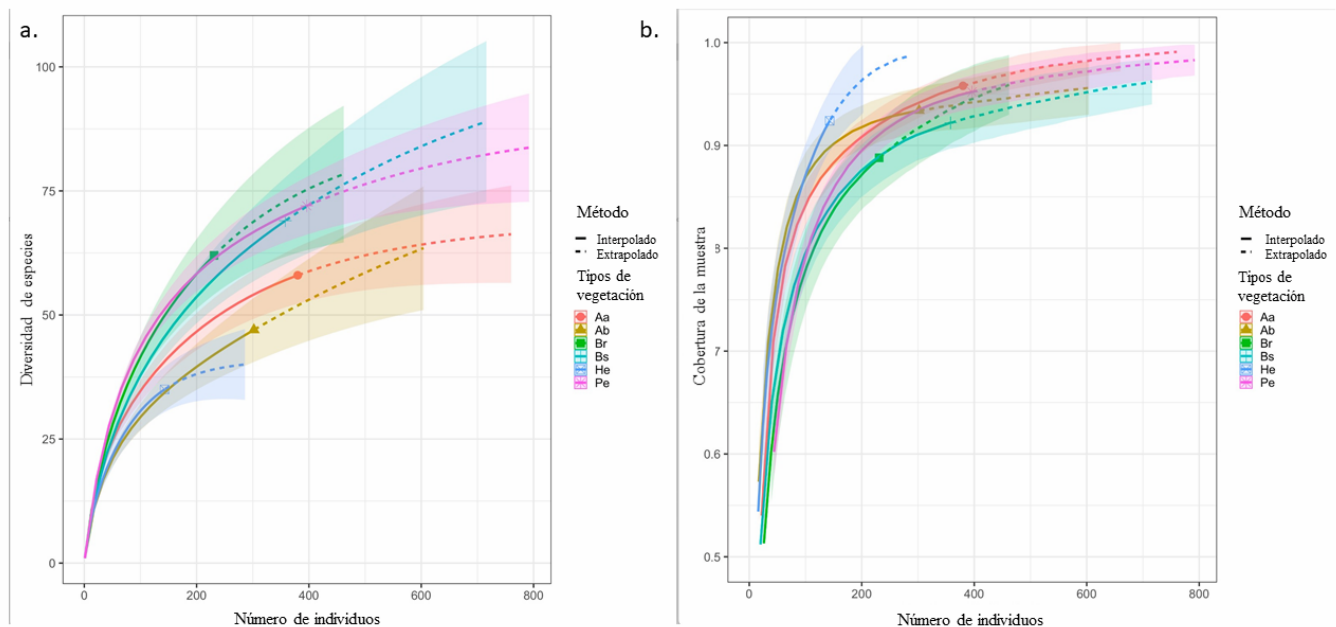 a.
100
75
50
25
0
Diversidad de especies
0 200 400 600 800
Número de individuos
Método
Interpolado
Extrapolado
Tipos de
vegetación
Aa
Ab
Br
Bs
He
Pe
b.
1.0
0.9
8
7
0.6
0.5
Cobertura de la muestra
0 200 400 600 800
Número de individuos
Método
Interpolado
Extrapolado
Tipos de
vegetación
Aa
Ab
Br
Bs
He
Pe